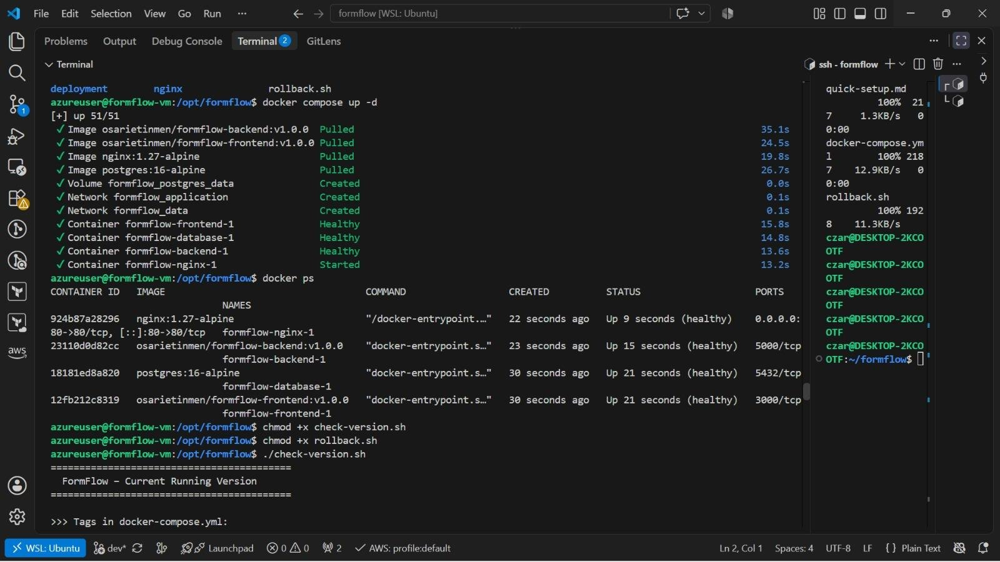 File Edit Selection View Go Run ···
formflow [WSL: Ubuntu]
Problems Output Debug Console Terminal 2 GitLens
Terminal
ssh - formflow
deployment nginx rollback.sh
azureuser@formflow-vm:/opt/formflow$ docker compose up -d
[+] up 51/51
✓ Image osarietinmen/formflow-backend:v1.0.0 Pulled 35.1s
✓ Image osarietinmen/formflow-frontend:v1.0.0 Pulled 24.5s
✓ Image nginx:1.27-alpine Pulled 19.8s
✓ Image postgres:16-alpine Pulled 26.7s
✓ Volume formflow_postgres_data Created 0.0s
✓ Network formflow_application Created 0.1s
✓ Network formflow_data Created 0.1s
✓ Container formflow-frontend-1 Healthy 15.8s
✓ Container formflow-database-1 Healthy 14.8s
✓ Container formflow-backend-1 Healthy 13.6s
✓ Container formflow-nginx-1 Started 13.2s
azureuser@formflow-vm:/opt/formflow$ docker ps
CONTAINER ID IMAGE COMMAND CREATED STATUS PORTS
NAMES
924b87a28296 nginx:1.27-alpine "/docker-entrypoint.…" 22 seconds ago Up 9 seconds (healthy) 0.0.0.0:
80->80/tcp, [::]:80->80/tcp formflow-nginx-1
23110d0d82cc osarietinmen/formflow-backend:v1.0.0 "docker-entrypoint.s…" 23 seconds ago Up 15 seconds (healthy) 5000/tcp
formflow-backend-1
18181ed8a820 postgres:16-alpine "docker-entrypoint.s…" 30 seconds ago Up 21 seconds (healthy) 5432/tcp
formflow-database-1
12fb212c8319 osarietinmen/formflow-frontend:v1.0.0 "docker-entrypoint.s…" 30 seconds ago Up 21 seconds (healthy) 3000/tcp
formflow-frontend-1
azureuser@formflow-vm:/opt/formflow$ chmod +x check-version.sh
azureuser@formflow-vm:/opt/formflow$ chmod +x rollback.sh
azureuser@formflow-vm:/opt/formflow$ ./check-version.sh
==========================================
FormFlow – Current Running Version
==========================================
>>> Tags in docker-compose.yml:
quick-setup.md
100% 21
7 1.3KB/s 0
0:00
docker-compose.ym
l 100% 218
7 12.9KB/s 0
0:00
rollback.sh
100% 192
8 11.3KB/s
czar@DESKTOP-2KCO
OTF
czar@DESKTOP-2KCO
OTF
czar@DESKTOP-2KCO
OTF
czar@DESKTOP-2KCO
OTF
czar@DESKTOP-2KCO
OTF:~/formflow$
1
aws
WSL: Ubuntu dev* Launchpad 0 0 2 AWS: profile:default Ln 2, Col 1 Spaces: 4 UTF-8 LF {} Plain Text